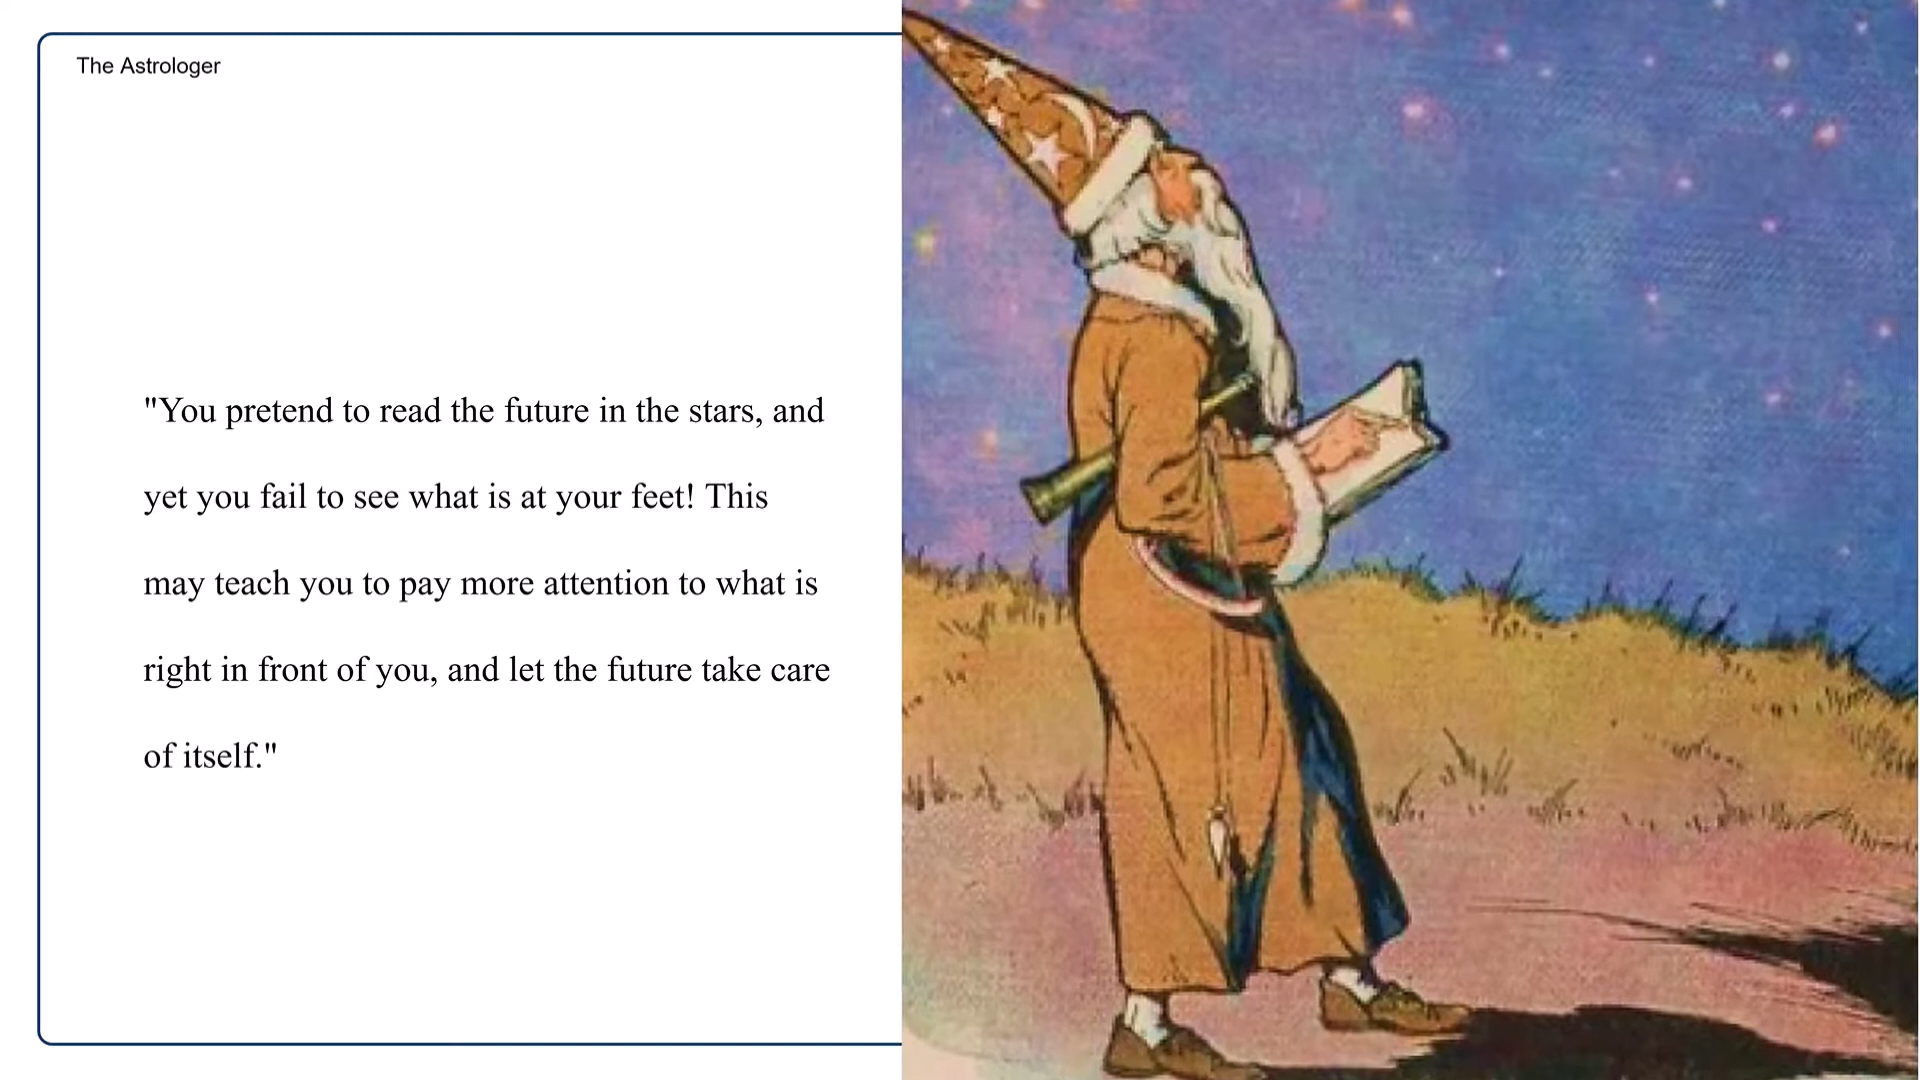 The Astrologer
"You pretend to read the future in the stars, and
yet you fail to see what is at your feet! This
may teach you to pay more attention to what is
right in front of you, and let the future take care
of itself."